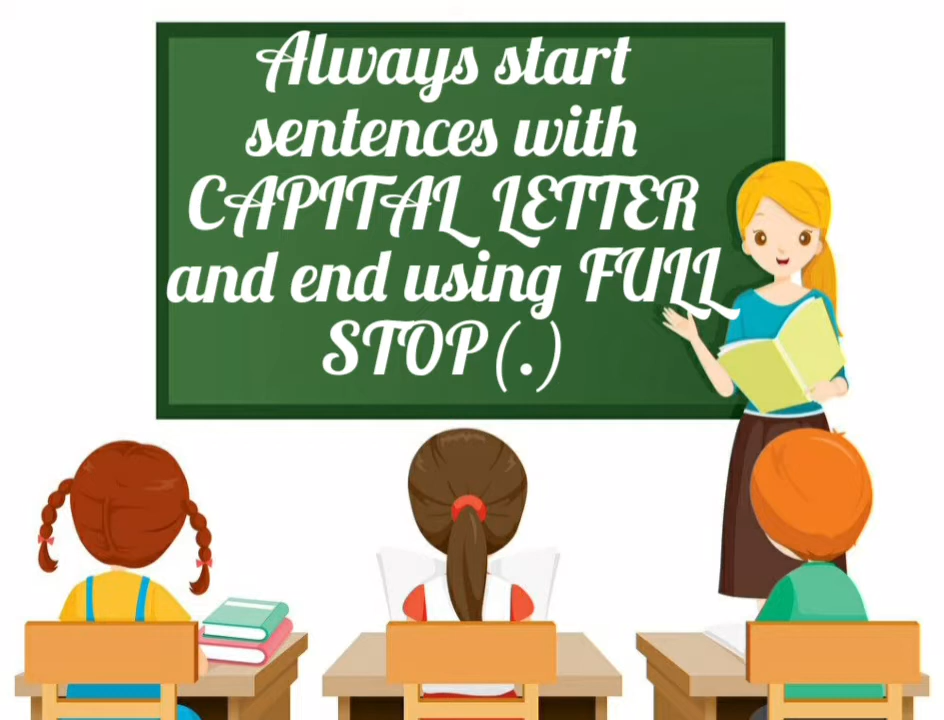 Always start
sentences with
CAPITAL LETTER
and end using FULL
STOP(.)